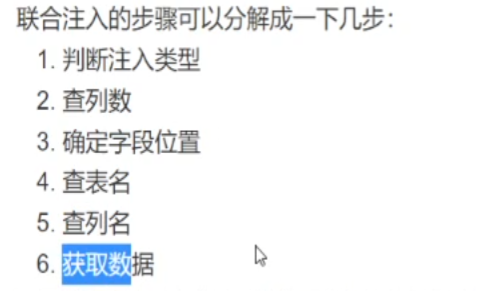 联合注入的步骤可以分解成一下几步：
1. 判断注入类型
2. 查列数
3. 确定字段位置
4. 查表名
5. 查列名
6. 获取数据